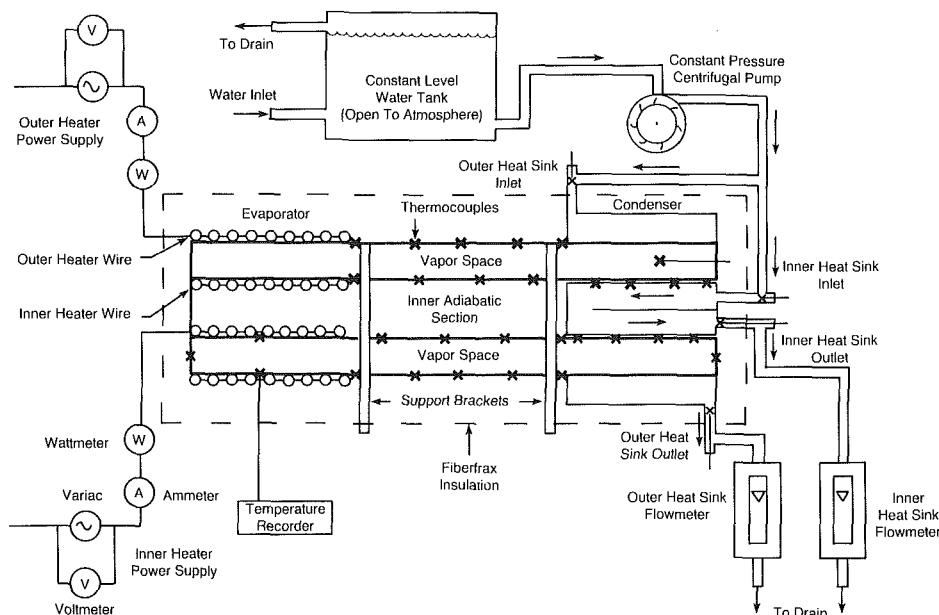 V
To Drain
Outer Heater
Power Supply
A
W
Water Inlet
Constant Level
Water Tank
(Open To Atmosphere)
Constant Pressure
Centrifugal Pump
Outer Heat Sink
Inlet
Evaporator
Thermocouples
Condenser
Outer Heater Wire
Vapor Space
Inner Heat Sink
Inlet
Inner Heater Wire
Inner Adiabatic
Section
Inner Heat Sink
Outlet
Vapor Space
Support Brackets
Wattmeter
W
Fiberfrax
Insulation
Outer Heat
Sink Outlet
Variac
A
Ammeter
Temperature
Recorder
Outer Heat Sink
Flowmeter
Inner
Heat Sink
Flowmeter
Inner Heater
Power Supply
V
Voltmeter
To Drain